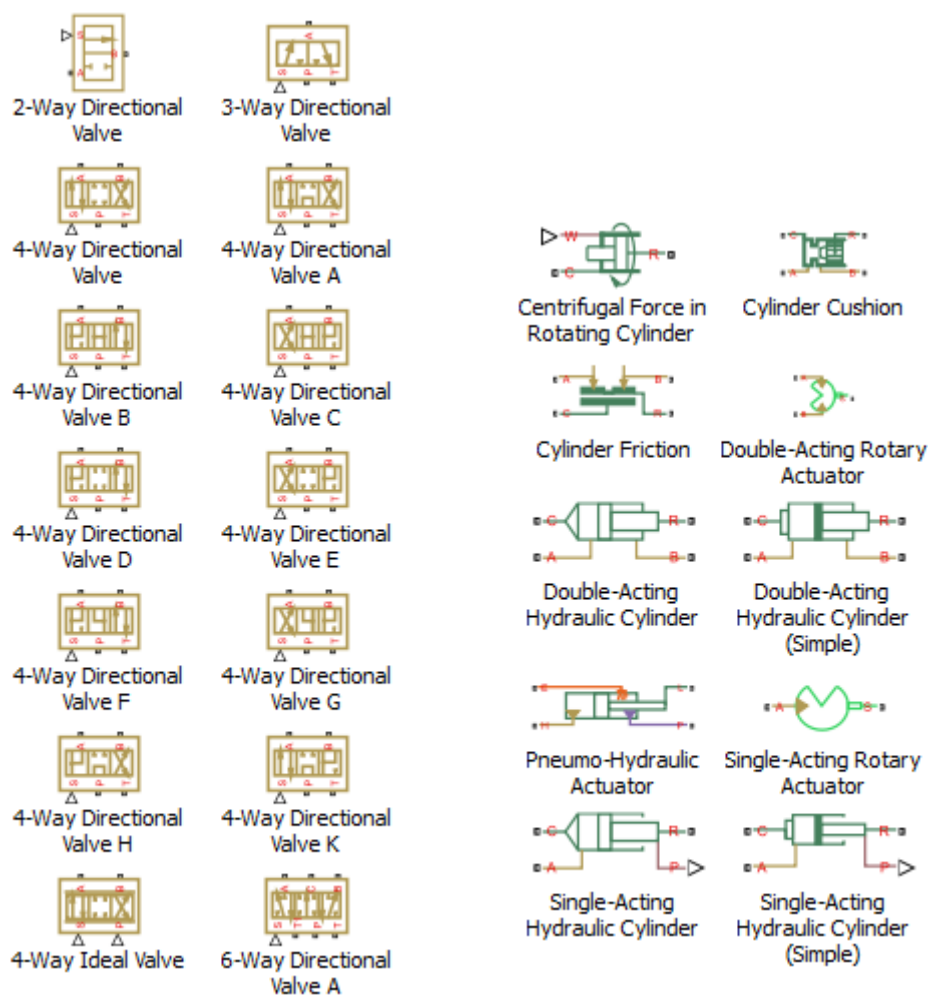 S
B
A
2-Way Directional
Valve
A
S P T
3-Way Directional
Valve
A B
S P T
4-Way Directional
Valve
A B
S P T
4-Way Directional
Valve A
A B
S P T
4-Way Directional
Valve B
A B
S P T
4-Way Directional
Valve C
A B
S P T
4-Way Directional
Valve D
A B
S P T
4-Way Directional
Valve E
A B
S P T
4-Way Directional
Valve F
A B
S P T
4-Way Directional
Valve G
A B
S P T
4-Way Directional
Valve H
A B
S P T
4-Way Directional
Valve K
A B
S P
4-Way Ideal Valve
A C B
S T1 P T
6-Way Directional
Valve A
W
R
C
Centrifugal Force in
Rotating Cylinder
C R
A B
Cylinder Cushion
A B
C R
Cylinder Friction
Double-Acting Rotary
Actuator
C R
A B
Double-Acting
Hydraulic Cylinder
C R
A B
Double-Acting
Hydraulic Cylinder
(Simple)
E L
H F
Pneumo-Hydraulic
Actuator
A S
Single-Acting Rotary
Actuator
C R
A P
Single-Acting
Hydraulic Cylinder
C R
A P
Single-Acting
Hydraulic Cylinder
(Simple)